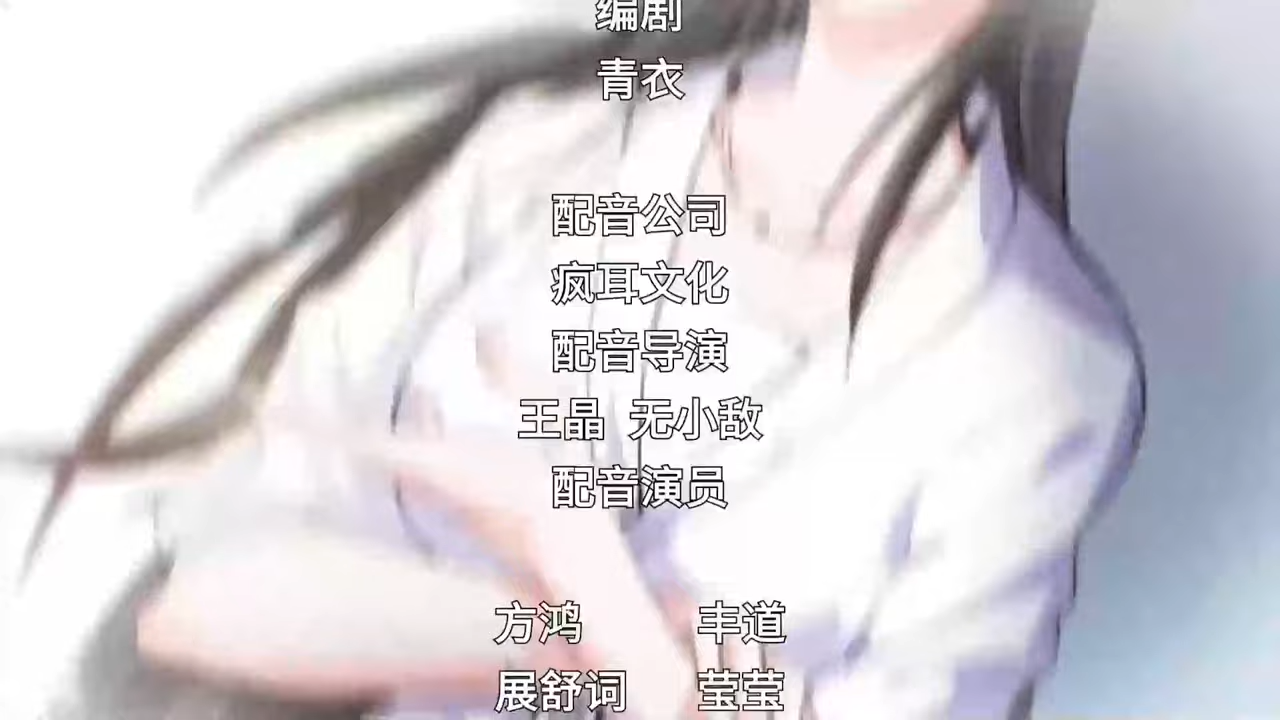 编剧
青衣
配音公司
疯耳文化
配音导演
王晶 无小敌
配音演员
方鸿 丰道
展舒词 莹莹